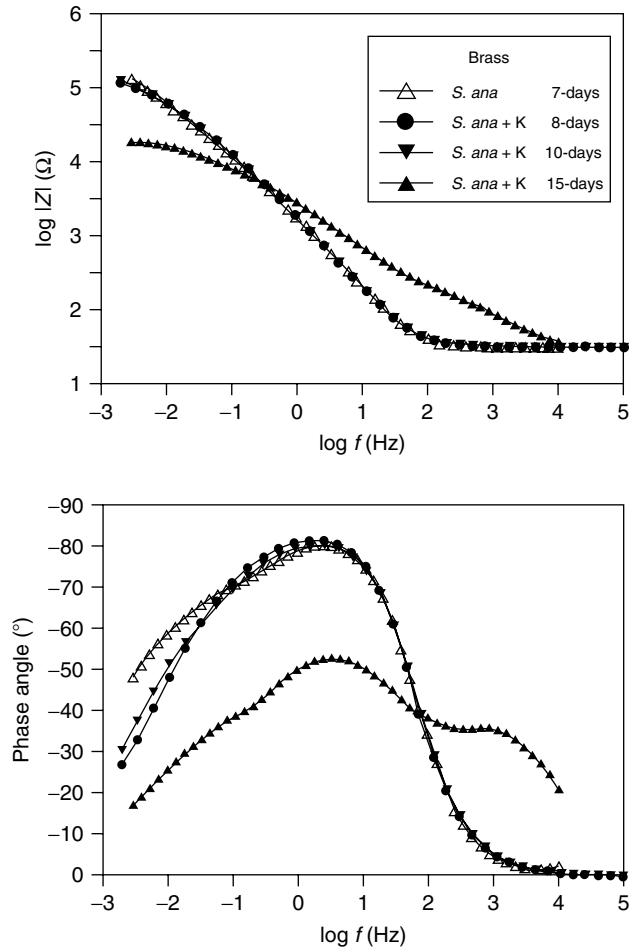 6
5
4
3
2
1
log |Z| (Ω)
Brass
S. ana 7-days
S. ana + K 8-days
S. ana + K 10-days
S. ana + K 15-days
−3 −2 −1 0 1 2 3 4 5
log f (Hz)
−90
−80
−70
−60
−50
−40
−30
−20
−10
0
Phase angle (°)
−3 −2 −1 0 1 2 3 4 5
log f (Hz)